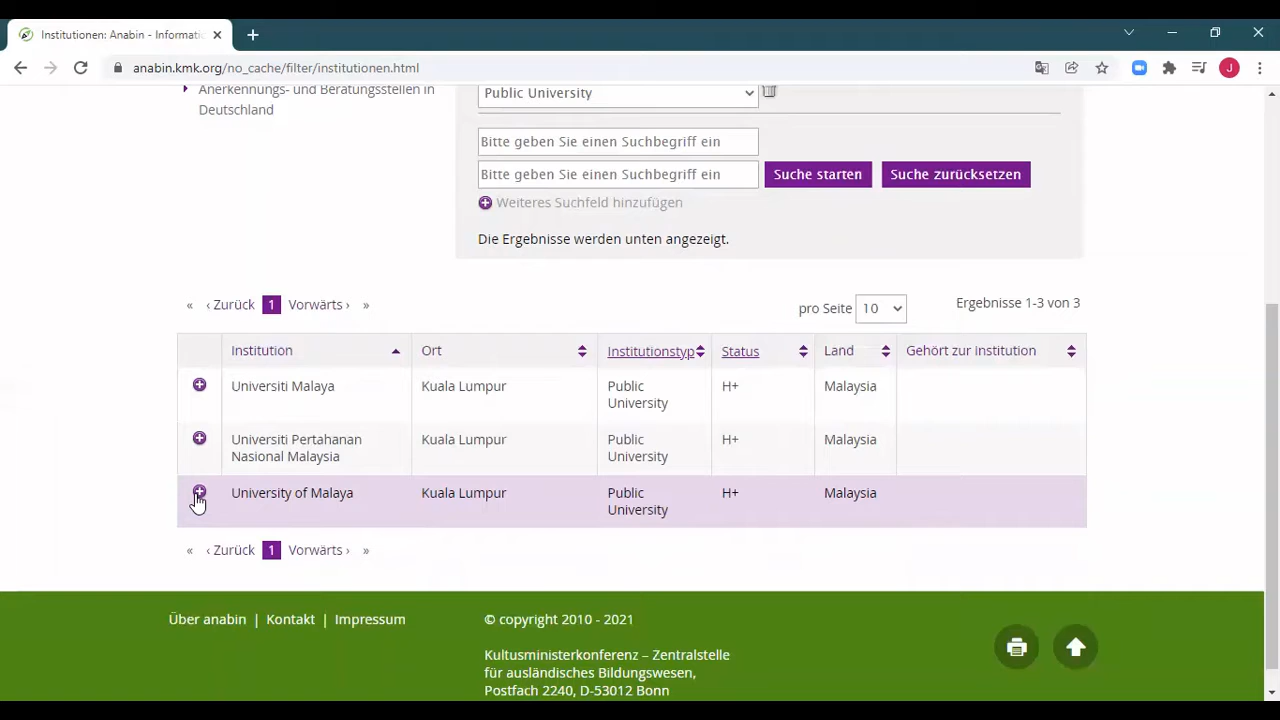 Institutionen: Anabin - Informati
anabin.kmk.org/no_cache/filter/institutionen.html
J
Anerkennungs- und Beratungsstellen in
Deutschland
Public University
Bitte geben Sie einen Suchbegriff ein
Bitte geben Sie einen Suchbegriff ein
Suche starten
Suche zurücksetzen
Weiteres Suchfeld hinzufügen
Die Ergebnisse werden unten angezeigt.
« ‹ Zurück 1 Vorwärts › »
pro Seite 10
Ergebnisse 1-3 von 3
Institution Ort Institutionstyp Status Land Gehört zur institution
Universiti Malaya Kuala Lumpur Public H+ Malaysia
University
Universiti Pertahanan Kuala Lumpur Public H+ Malaysia
Nasional Malaysia University
University of Malaya Kuala Lumpur Public H+ Malaysia
University
« ‹ Zurück 1 Vorwärts › »
Über anabin | Kontakt | Impressum
© copyright 2010 - 2021
Kultusministerkonferenz – Zentralstelle
für ausländisches Bildungswesen,
Postfach 2240, D-53012 Bonn